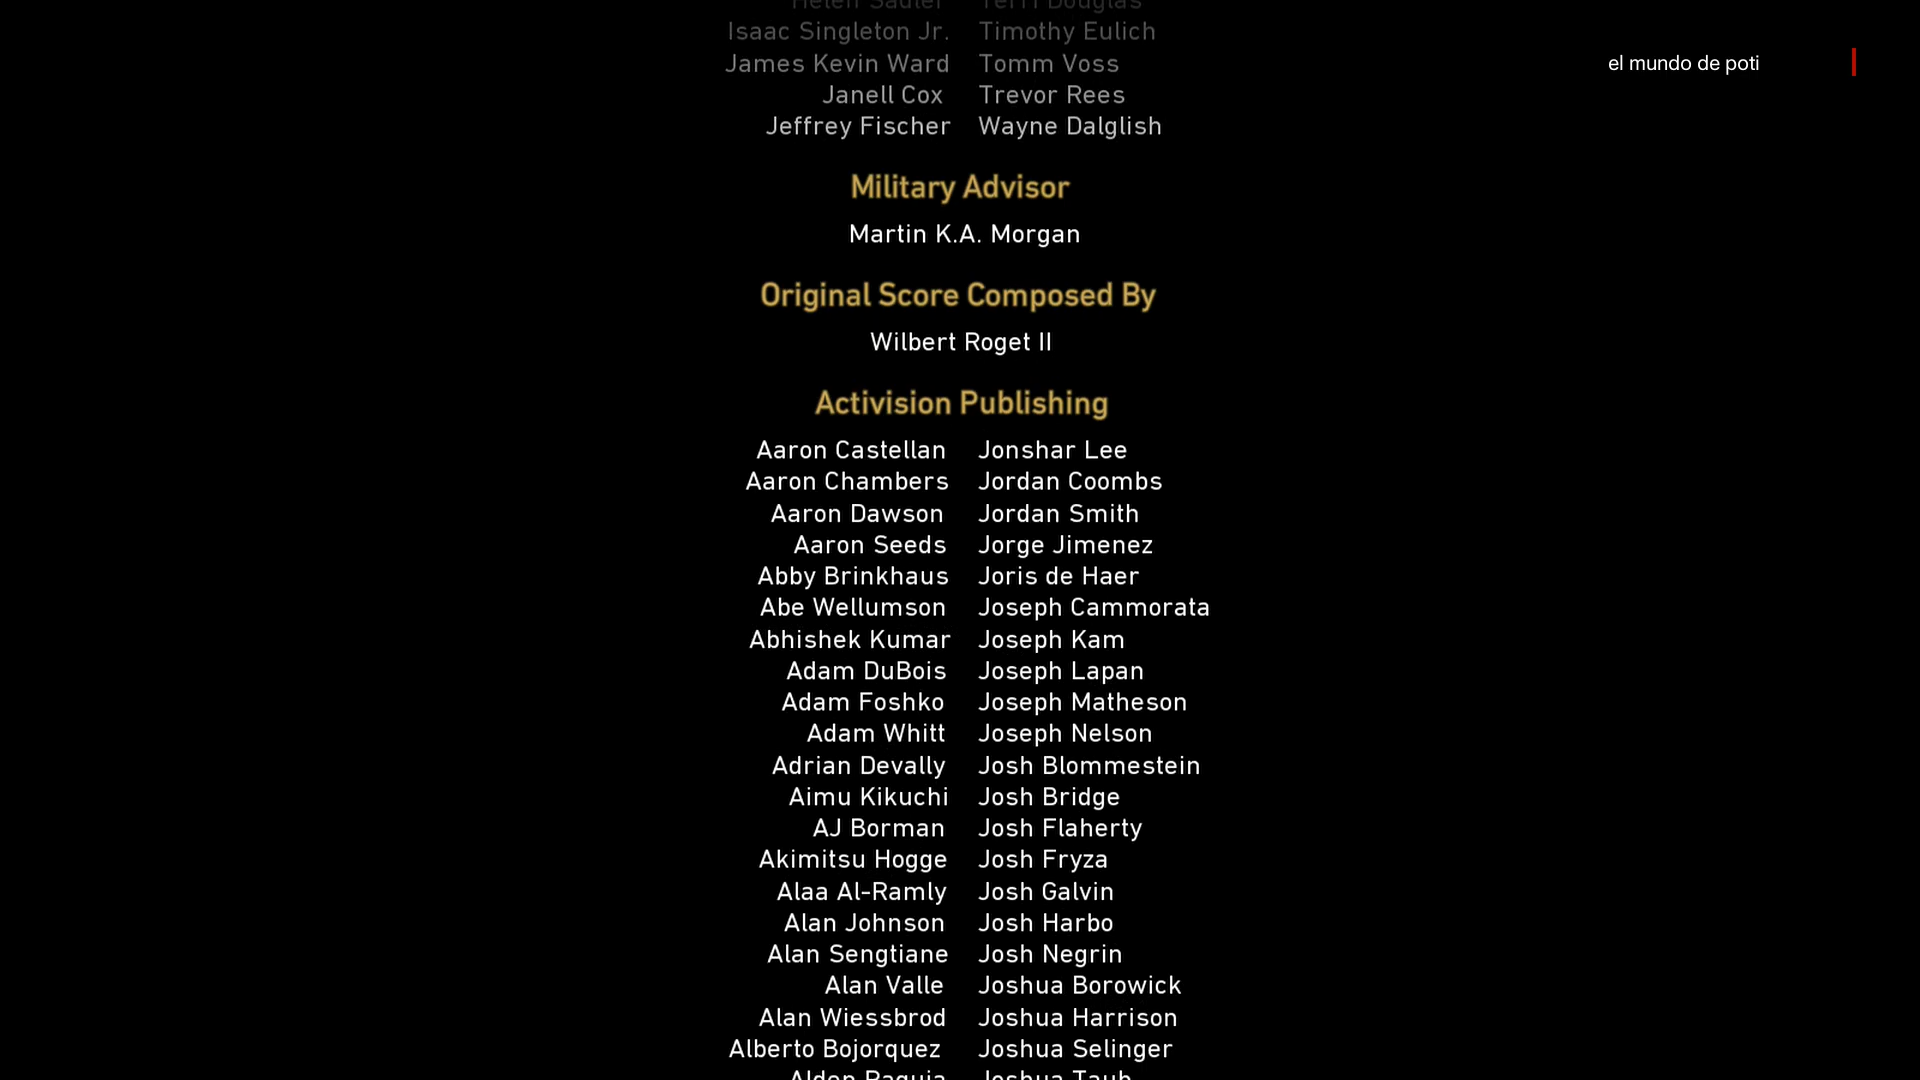 Helen Sadler Terri Douglas
Isaac Singleton Jr. Timothy Eulich
James Kevin Ward Tomm Voss
Janell Cox Trevor Rees
Jeffrey Fischer Wayne Dalglish
el mundo de poti
Military Advisor
Martin K.A. Morgan
Original Score Composed By
Wilbert Roget II
Activision Publishing
Aaron Castellan Jonshar Lee
Aaron Chambers Jordan Coombs
Aaron Dawson Jordan Smith
Aaron Seeds Jorge Jimenez
Abby Brinkhaus Joris de Haer
Abe Wellumson Joseph Cammorata
Abhishek Kumar Joseph Kam
Adam DuBois Joseph Lapan
Adam Foshko Joseph Matheson
Adam Whitt Joseph Nelson
Adrian Devally Josh Blommestein
Aimu Kikuchi Josh Bridge
AJ Borman Josh Flaherty
Akimitsu Hogge Josh Fryza
Alaa Al-Ramly Josh Galvin
Alan Johnson Josh Harbo
Alan Sengtiane Josh Negrin
Alan Valle Joshua Borowick
Alan Wiessbrod Joshua Harrison
Alberto Bojorquez Joshua Selinger
Joshua Taub